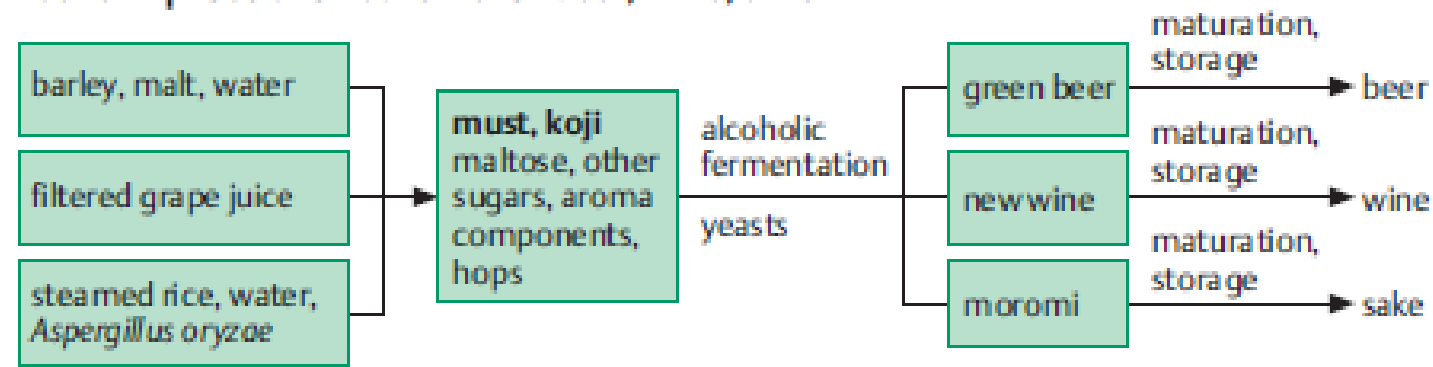 barley, malt, water
filtered grape juice
steamed rice, water,
Aspergillus oryzae
must, koji
maltose, other
sugars, aroma
components,
hops
alcoholic
fermentation
yeasts
green beer
new wine
moromi
maturation,
storage
beer
maturation,
storage
wine
maturation,
storage
sake